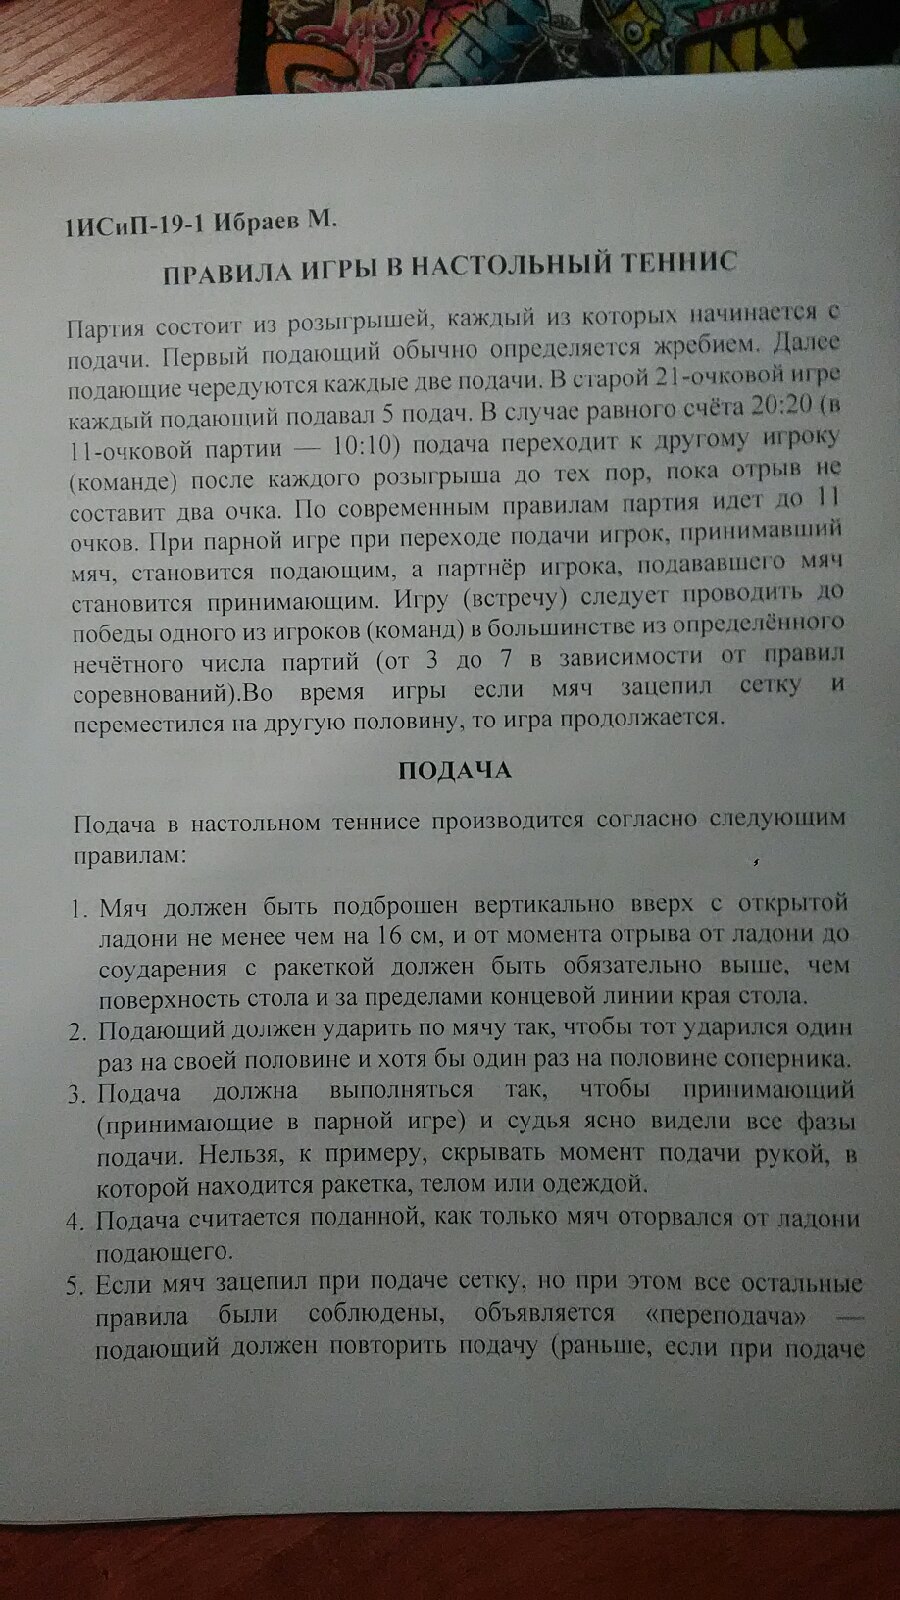 LOVE
1ИСиП-19-1 Ибраев М.
ПРАВИЛА ИГРЫ В НАСТОЛЬНЫЙ ТЕННИС
Партия состоит из розыгрышей, каждый из которых начинается с
подачи. Первый подающий обычно определяется жребием. Далее
подающие чередуются каждые две подачи. В старой 21-очковой игре
каждый подающий подавал 5 подач. В случае равного счёта 20:20 (в
11-очковой партии — 10:10) подача переходит к другому игроку
(команде) после каждого розыгрыша до тех пор, пока отрыв не
составит два очка. По современным правилам партия идет до 11
очков. При парной игре при переходе подачи игрок, принимавший
мяч, становится подающим, а партнёр игрока, подававшего мяч
становится принимающим. Игру (встречу) следует проводить до
победы одного из игроков (команд) в большинстве из определённого
нечётного числа партий (от 3 до 7 в зависимости от правил
соревнований).Во время игры если мяч зацепил сетку и
переместился на другую половину, то игра продолжается.
ПОДАЧА
Подача в настольном теннисе производится согласно следующим
правилам:
1. Мяч должен быть подброшен вертикально вверх с открытой
ладони не менее чем на 16 см, и от момента отрыва от ладони до
соударения с ракеткой должен быть обязательно выше, чем
поверхность стола и за пределами концевой линии края стола.
2. Подающий должен ударить по мячу так, чтобы тот ударился один
раз на своей половине и хотя бы один раз на половине соперника.
3. Подача должна выполняться так, чтобы принимающий
(принимающие в парной игре) и судья ясно видели все фазы
подачи. Нельзя, к примеру, скрывать момент подачи рукой, в
которой находится ракетка, телом или одеждой.
4. Подача считается поданной, как только мяч оторвался от ладони
подающего.
5. Если мяч зацепил при подаче сетку, но при этом все остальные
правила были соблюдены, объявляется «переподача» —
подающий должен повторить подачу (раньше, если при подаче